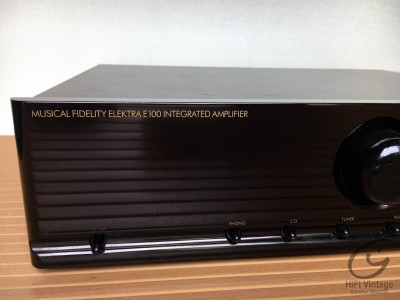 MUSICAL FIDELITY ELEKTRA E100 INTEGRATED AMPLIFIER
PHONO CD TUNER
HiFi Vintage